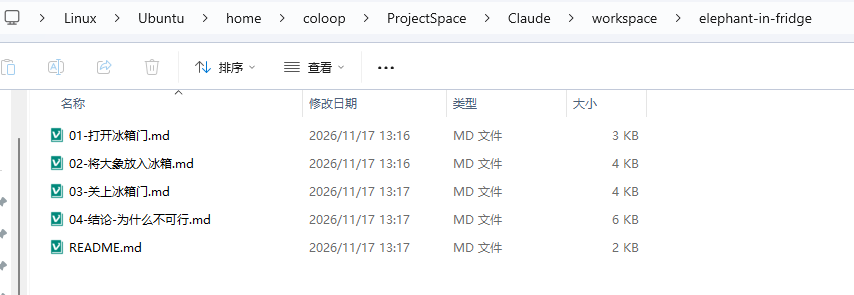 Linux > Ubuntu > home > coloop > ProjectSpace > Claude > workspace > elephant-in-fridge
排序 查看 ...
名称 修改日期 类型 大小
01-打开冰箱门.md 2026/11/17 13:16 MD 文件 3 KB
02-将大象放入冰箱.md 2026/11/17 13:16 MD 文件 4 KB
03-关上冰箱门.md 2026/11/17 13:17 MD 文件 4 KB
04-结论-为什么不可行.md 2026/11/17 13:17 MD 文件 6 KB
README.md 2026/11/17 13:17 MD 文件 2 KB